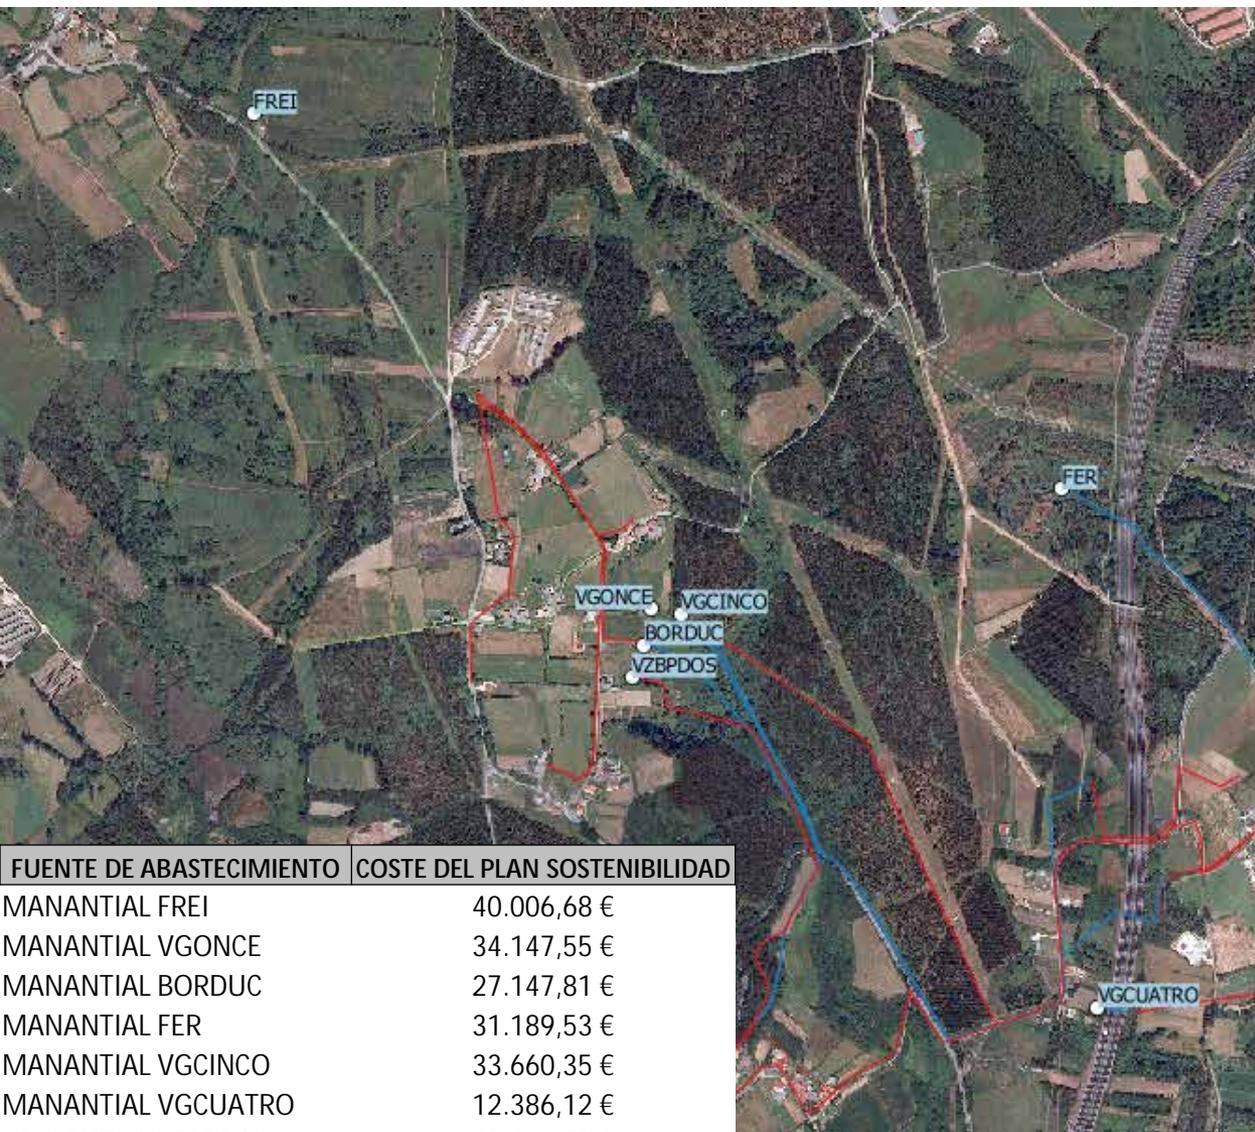 FREI
FER
VGONCE
VGCINCO
BORDUC
VZBPDOS
VGCUATRO
FUENTE DE ABASTECIMIENTO COSTE DEL PLAN SOSTENIBILIDAD
MANANTIAL FREI 40.006,68 €
MANANTIAL VGONCE 34.147,55 €
MANANTIAL BORDUC 27.147,81 €
MANANTIAL FER 31.189,53 €
MANANTIAL VGCINCO 33.660,35 €
MANANTIAL VGCUATRO 12.386,12 €